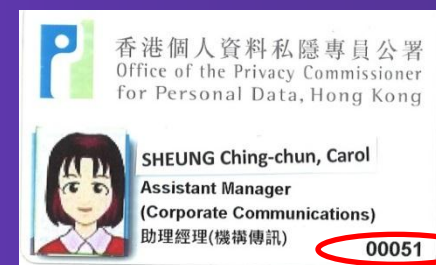 香港個人資料私隱專員公署
Office of the Privacy Commissioner
for Personal Data, Hong Kong
SHEUNG Ching-chun, Carol
Assistant Manager
(Corporate Communications)
助理經理(機構傳訊)
00051